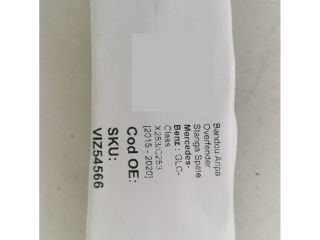 Bandou Aripa
Overfender
Stanga Spate
Mercedes-
Benz : GLC-
Class
X253/C253
[2015 - 2020]
Cod OE:
SKU:
VIZ54566